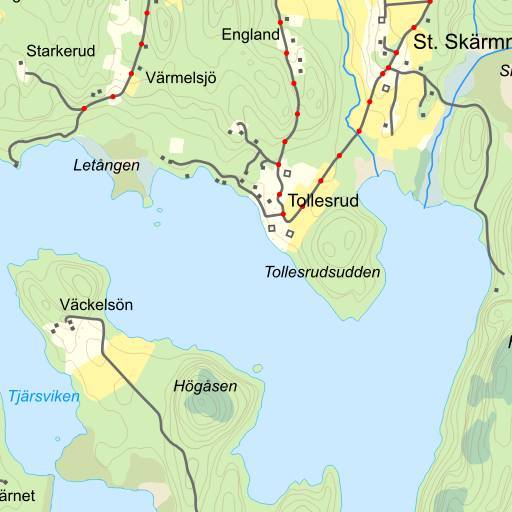 England
St. Skärm
Starkerud
Värmelsjö
Letången
Tollesrud
Tollesrudsudden
Väckelsön
Högåsen
Tjärsviken
ärnet